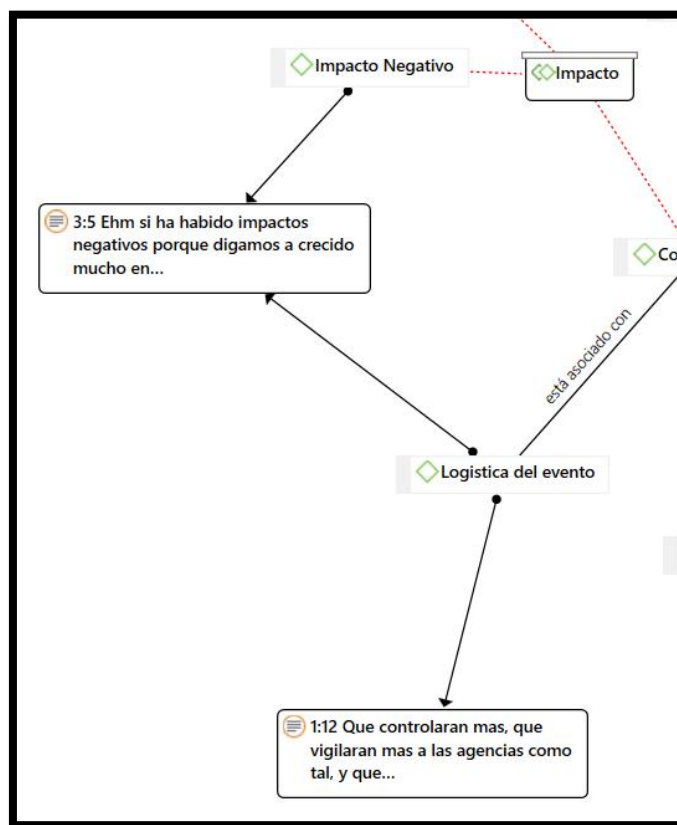 Impacto Negativo
Impacto
3:5 Ehm si ha habido impactos
negativos porque digamos a crecido
mucho en...
Co
está asociado con
Logistica del evento
1:12 Que controlaran mas, que
vigilaran mas a las agencias como
tal, y que...